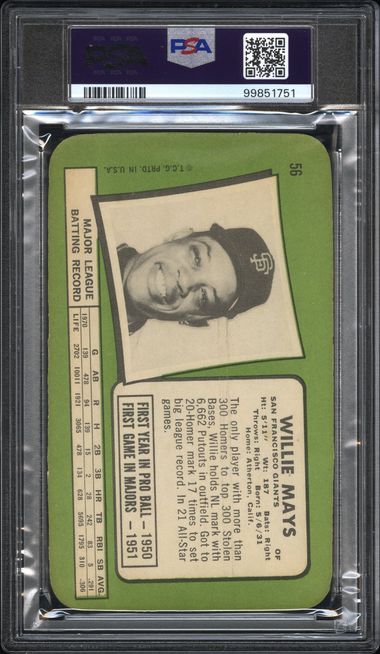 PSA
PSA
99851751
56
WILLIE MAYS
SAN FRANCISCO GIANTS OF
Ht: 5'11" Wt: 187 Bats: Right
Throws: Right Born: 5/6/31
Home: Atherton, Calif.
The only player with more than
300 Homers to top 300 Stolen
Bases, Willie holds NL mark with
6,662 Putouts in outfield. Got to
20-Homer mark 17 times to set
big league record. In 21 All-Star
games.
FIRST YEAR IN PRO BALL — 1950
FIRST GAME IN MAJORS — 1951
SF
© T.C.G. PRTD. IN U.S.A.
MAJOR LEAGUE
BATTING RECORD
G AB R H 2B 3B HR TB RBI SB AVG.
1970 139 478 94 139 15 2 28 242 83 5 .291
LIFE 2702 10011 1921 3065 478 134 628 5695 1795 310 .306